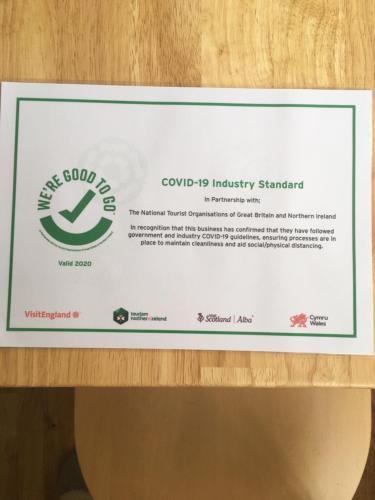 WE'RE GOOD TO GO
COVID-19 Industry Standard
In Partnership with;
The National Tourist Organisations of Great Britain and Northern Ireland
In recognition that this business has confirmed that they have followed
government and industry COVID-19 guidelines, ensuring processes are in
place to maintain cleanliness and aid social/physical distancing.
Valid 2020
VisitEngland
tourism
northernireland
Scotland | Alba
Cymru
Wales